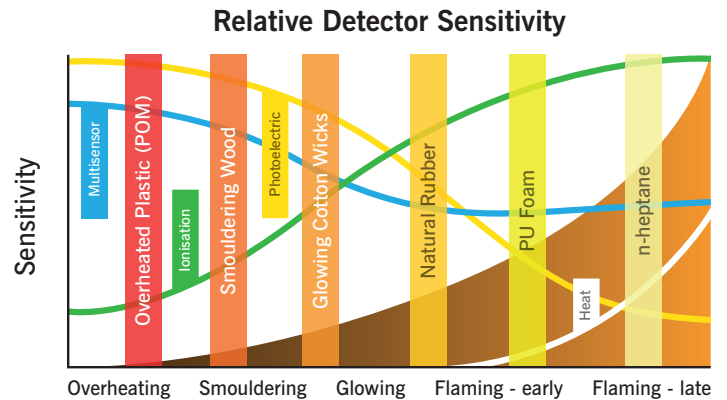 Relative Detector Sensitivity
Sensitivity
Multisensor
Overheated Plastic (POM)
Ionisation
Smouldering Wood
Photoelectric
Glowing Cotton Wicks
Natural Rubber
PU Foam
Heat
n-heptane
Overheating Smouldering Glowing Flaming - early Flaming - late